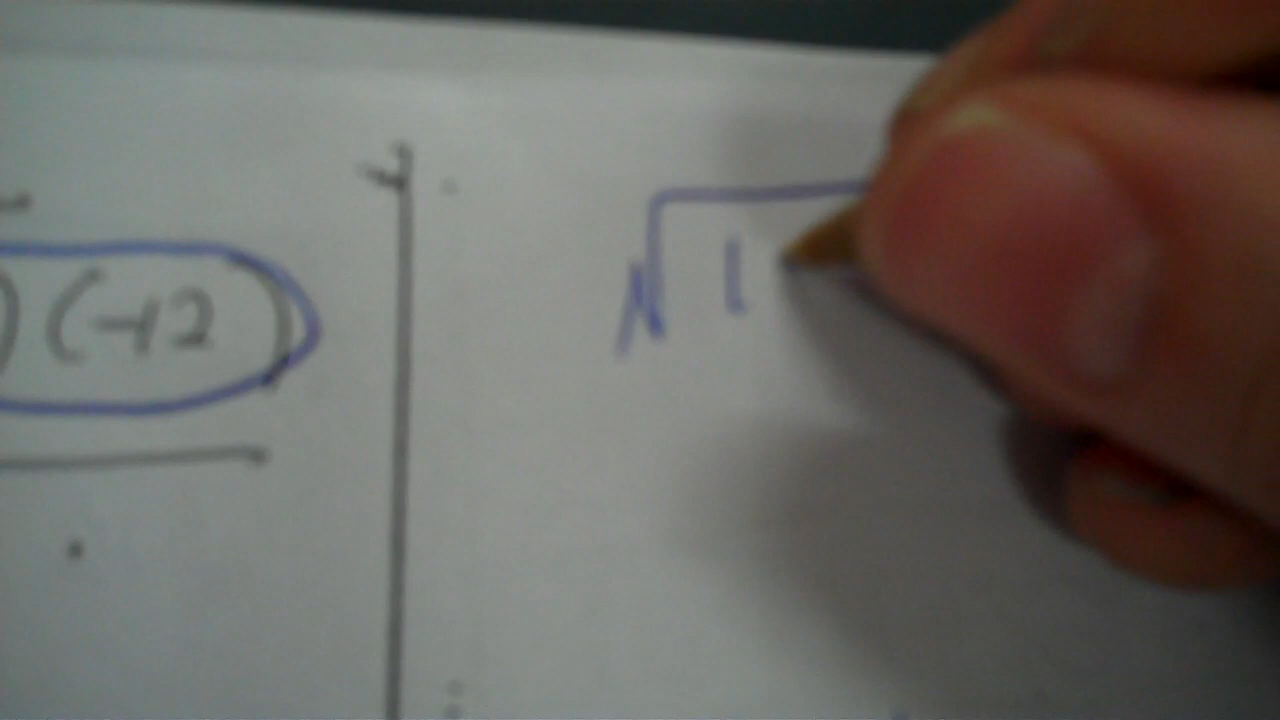 ) (-12 )
√1